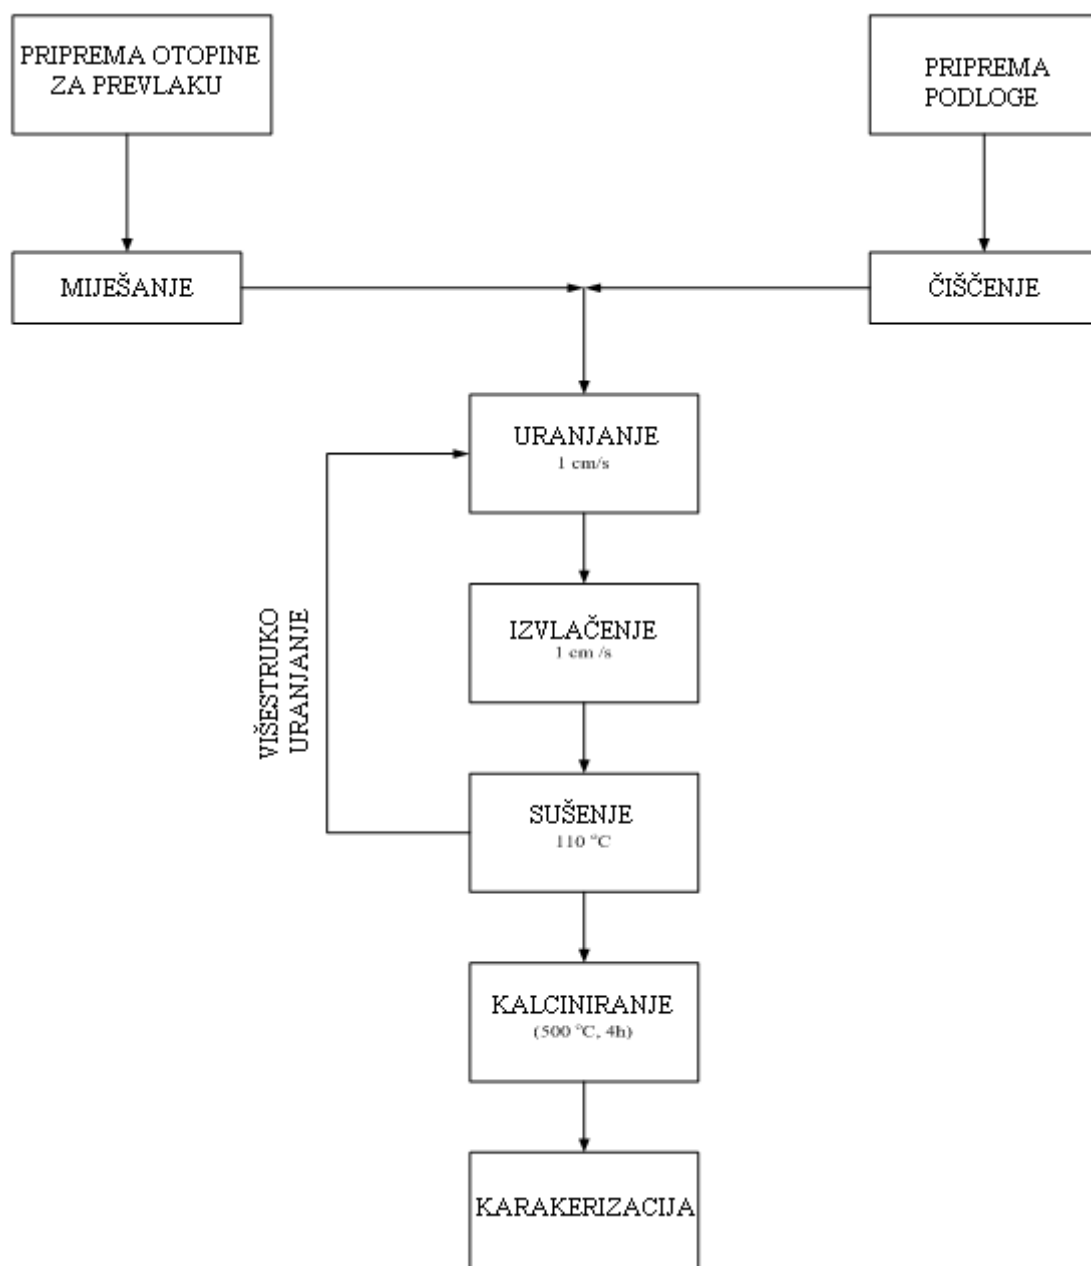 PRIPREMA OTOPINE
ZA PREVLAKU
PRIPREMA
PODLOGE
MIJEŠANJE
ČIŠČENJE
URANJANJE
1 cm/s
IZVLAČENJE
1 cm /s
VIŠESTRUKO
URANJANJE
SUŠENJE
110 °C
KALCINIRANJE
(500 °C, 4h)
KARAKERIZACIJA